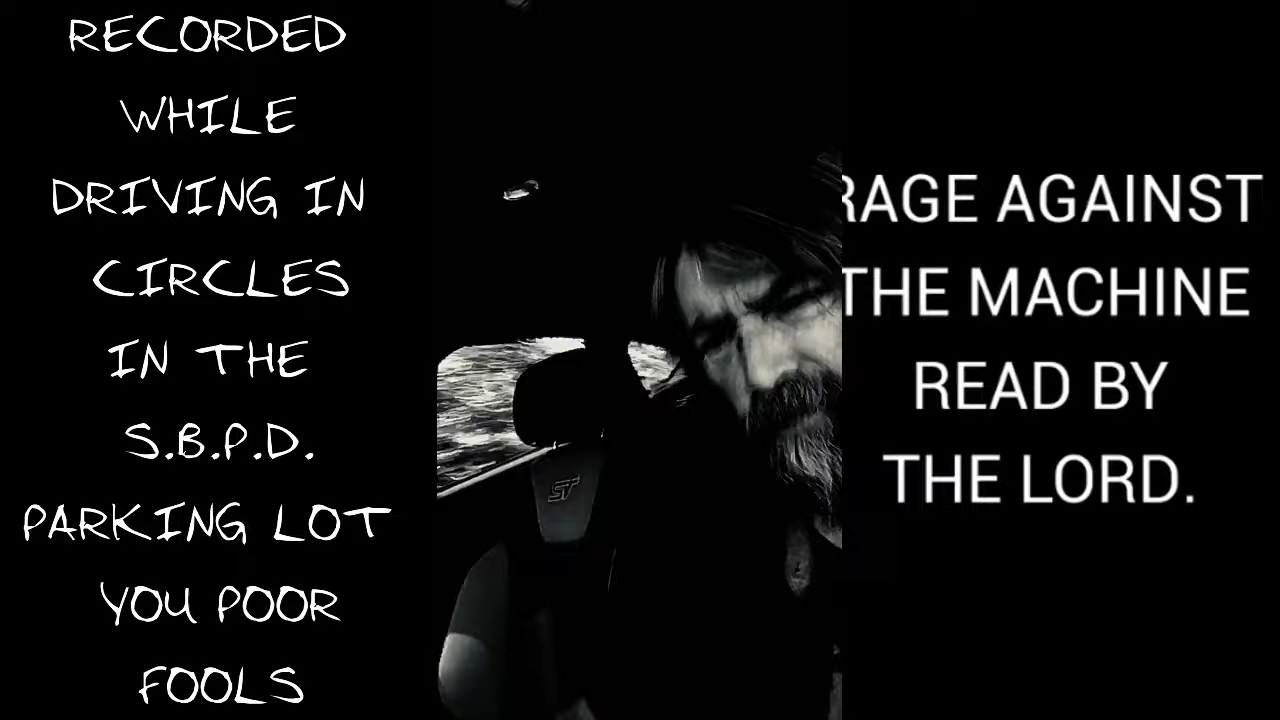 RECORDED
WHILE
DRIVING IN
CIRCLES
IN THE
S.B.P.D.
PARKING LOT
YOU POOR
FOOLS
ST
RAGE AGAINST
THE MACHINE
READ BY
THE LORD.